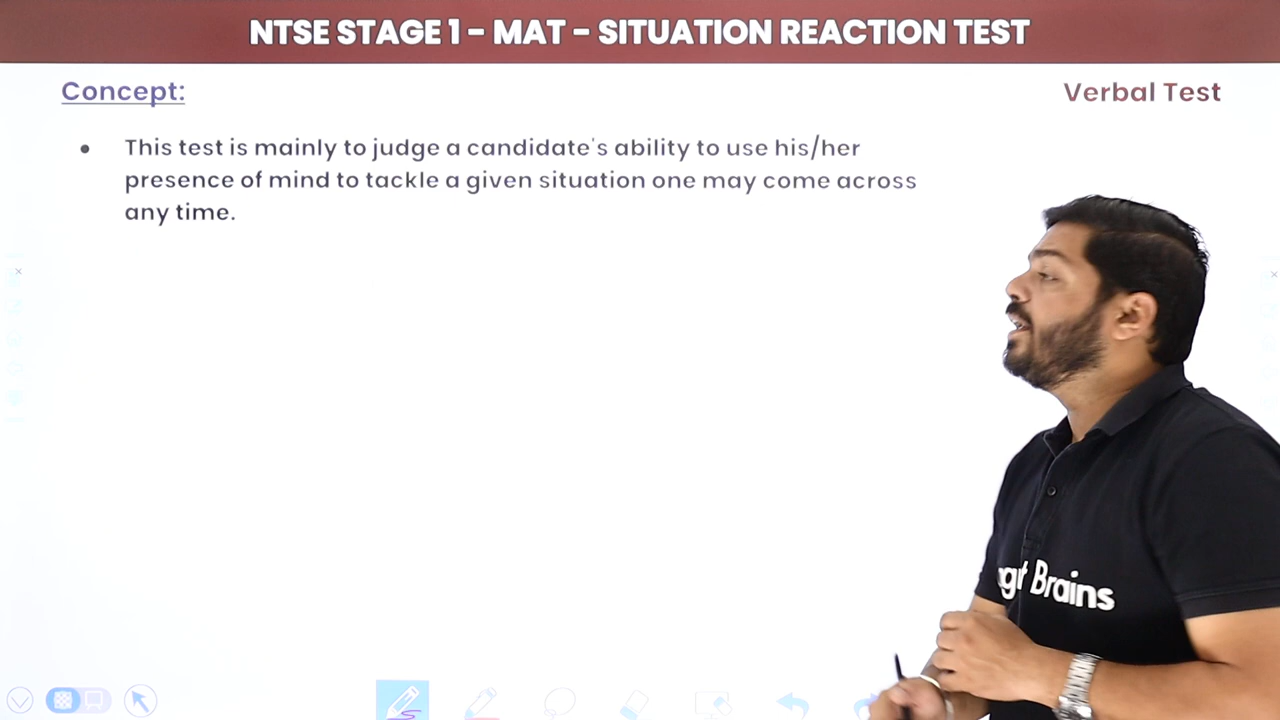 NTSE STAGE 1 - MAT - SITUATION REACTION TEST
Concept:
Verbal Test
• This test is mainly to judge a candidate's ability to use his/her
presence of mind to tackle a given situation one may come across
any time.
Brains